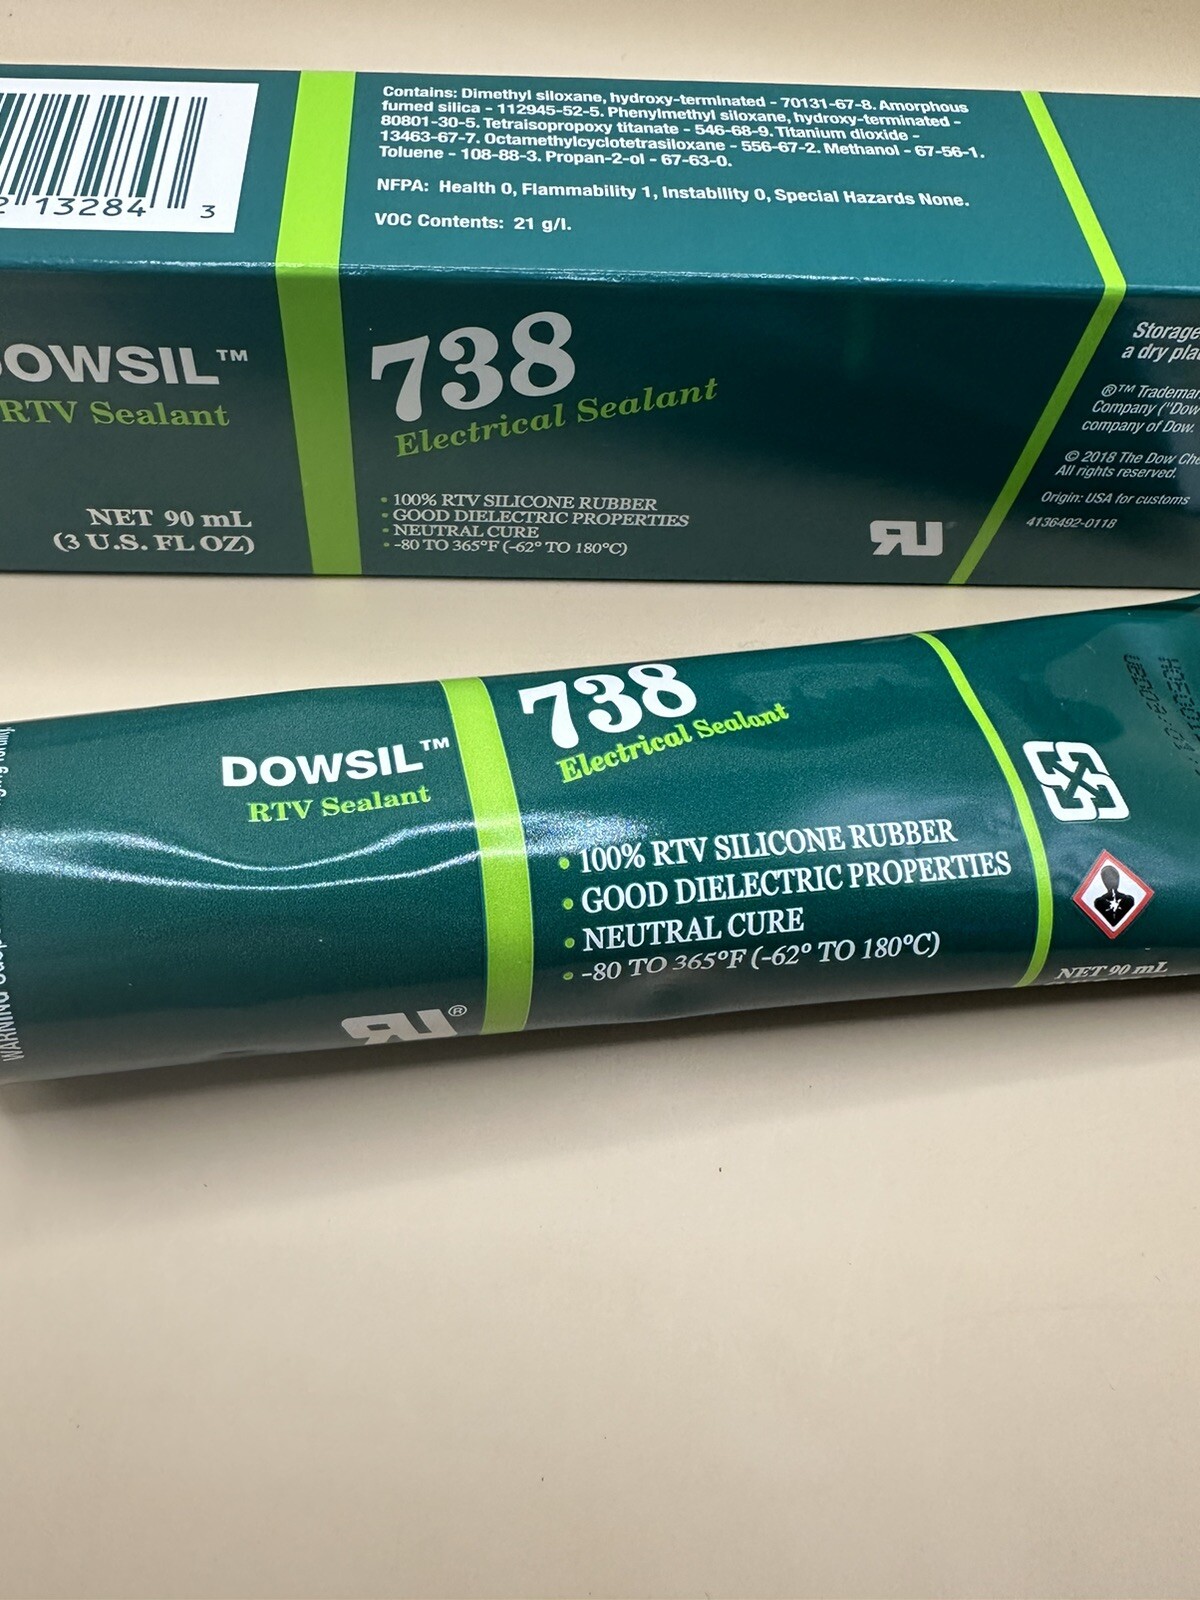 Contains: Dimethyl siloxane, hydroxy-terminated - 70131-67-8. Amorphous
fumed silica - 112945-52-5. Phenylmethyl siloxane, hydroxy-terminated -
80801-30-5. Tetraisopropoxy titanate - 546-68-9. Titanium dioxide -
13463-67-7. Octamethylcyclotetrasiloxane - 556-67-2. Methanol - 67-56-1.
Toluene - 108-88-3. Propan-2-ol - 67-63-0.
NFPA: Health 0, Flammability 1, Instability 0, Special Hazards None.
VOC Contents: 21 g/l.
13284 3
DOWSIL™
RTV Sealant
NET 90 mL
(3 U.S. FL OZ)
738
Electrical Sealant
• 100% RTV SILICONE RUBBER
• GOOD DIELECTRIC PROPERTIES
• NEUTRAL CURE
• -80 TO 365°F (-62° TO 180°C)
Storage
a dry
®™
Company ("Dow
company of Dow.
© 2018 The Dow
All rights reserved.
Origin: USA for customs
4136492-0118
DOWSIL™
RTV Sealant
738
Electrical Sealant
• 100% RTV SILICONE RUBBER
• GOOD DIELECTRIC PROPERTIES
• NEUTRAL CURE
• -80 TO 365°F (-62° TO 180°C)
NET 90 mL
WARNING